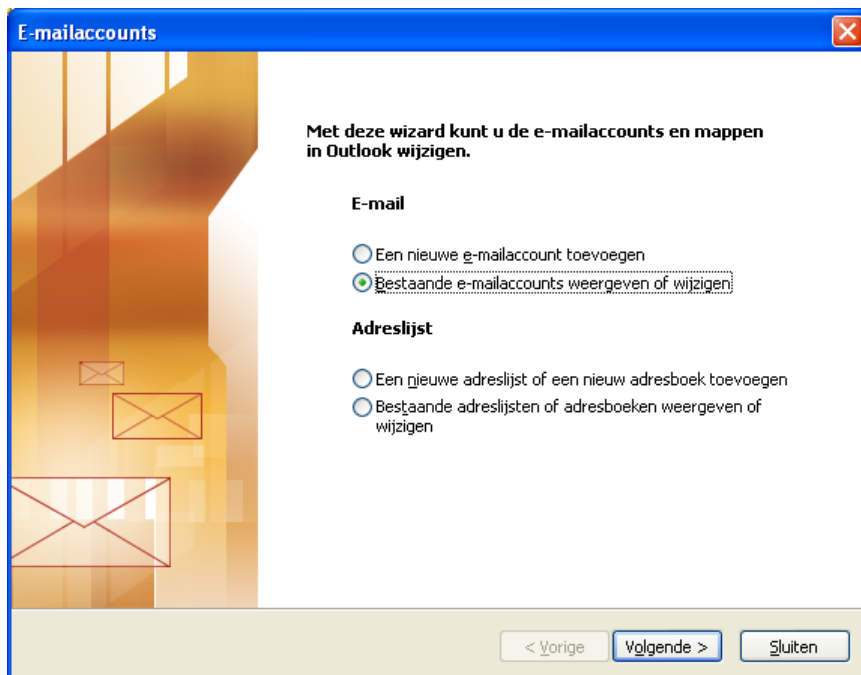 E-mailaccounts
Met deze wizard kunt u de e-mailaccounts en mappen
in Outlook wijzigen.
E-mail
Een nieuwe e-mailaccount toevoegen
Bestaande e-mailaccounts weergeven of wijzigen
Adreslijst
Een nieuwe adreslijst of een nieuw adresboek toevoegen
Bestaande adreslijsten of adresboeken weergeven of
wijzigen
< Vorige Volgende > Sluiten